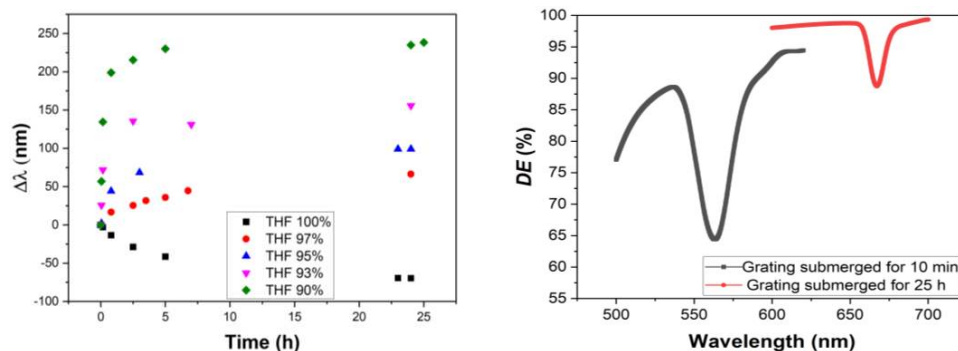 250
200
150
100
50
0
-50
-100
Δλ (nm)
0
5
10
15
20
25
Time (h)
THF 100%
THF 97%
THF 95%
THF 93%
THF 90%
100
95
90
85
80
75
70
65
60
55
DE (%)
500
550
600
650
700
Wavelength (nm)
Grating submerged for 10 min
Grating submerged for 25 h